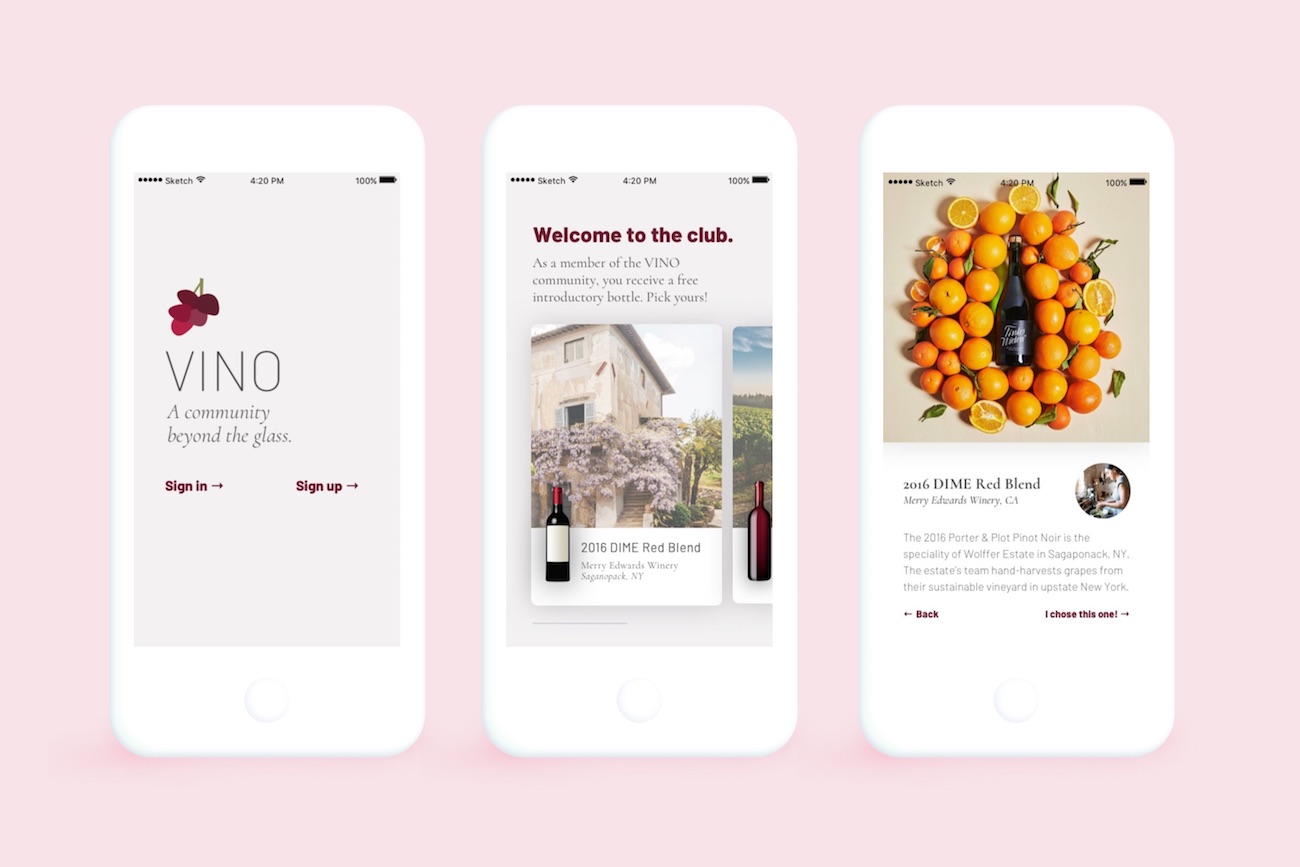 Sketch 4:20 PM 100%
VINO
A community
beyond the glass.
Sign in → Sign up →
Sketch 4:20 PM 100%
Welcome to the club.
As a member of the VINO
community, you receive a free
introductory bottle. Pick yours!
2016 DIME Red Blend
Merry Edwards Winery
Saganopack, NY
Sketch 4:20 PM 100%
2016 DIME Red Blend
Merry Edwards Winery, CA
The 2016 Porter & Plot Pinot Noir is the
speciality of Wolffer Estate in Sagaponack, NY.
The estate's team hand-harvests grapes from
their sustainable vineyard in upstate New York.
← Back I chose this one! →